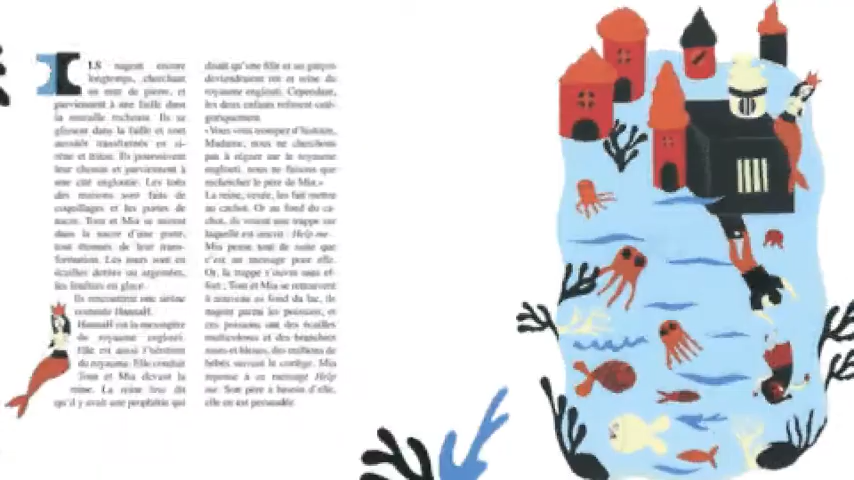 ILS nagent encore
longtemps, cherchant
un mur de pierre, et
parviennent à une faille dans
la muraille rocheuse. Ils se
glissent dans la faille et sont
aussitôt transformés en si-
rène et triton. Ils poursuivent
leur chemin et parviennent à
une cité engloutie. Les toits
des maisons sont faits de
coquillages et les portes de
nacre. Tom et Mia se mirent
dans la nacre d'une porte,
tout étonnés de leur trans-
formation. Les murs sont en
écailles dorées ou argentées,
les fenêtres en glace.
Ils rencontrent une sirène
nommée HannaH.
HannaH est la messagère
du royaume englouti.
Elle est aussi l'héritière
du royaume. Elle conduit
Tom et Mia devant la
reine. La reine leur dit
qu'il y avait une prophétie qui
disait qu'une fille et un garçon
deviendraient roi et reine du
royaume englouti. Cependant,
les deux enfants refusent caté-
goriquement.
«Vous vous trompez d'histoire,
Madame, nous ne cherchons
pas à régner sur le royaume
englouti, nous ne faisons que
rechercher le père de Mia.»
La reine, vexée, les fait mettre
au cachot. Or au fond du ca-
chot, ils voient une trappe sur
laquelle est inscrit : Help me.
Mia pense tout de suite que
c'est un message pour elle.
Or, la trappe s'ouvre sans ef-
fort ; Tom et Mia se retrouvent
à nouveau au fond du lac, ils
nagent parmi les poissons, et
ces poissons ont des écailles
multicolores et des branchies
roses et bleues, des millions de
bébés suivent le cortège. Mia
repense à ce message Help
me. Son père a besoin d'elle,
elle en est persuadée.